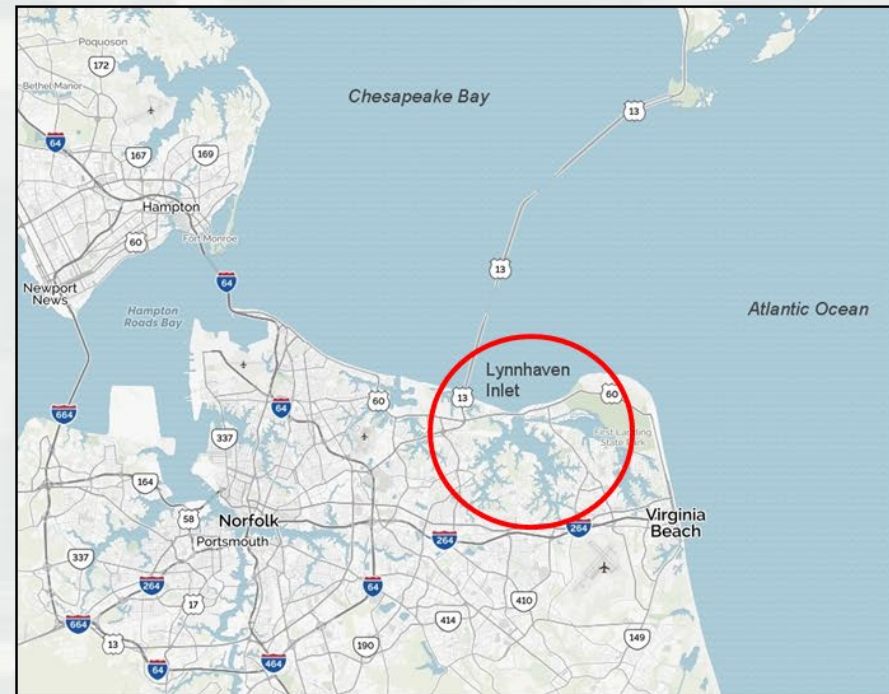 Poquoson
172
Bethel Manor
Chesapeake Bay
13
64
167
169
Hampton
60
Fort Monroe
13
64
Newport
News
Hampton
Roads Bay
Atlantic Ocean
Lynnhaven
Inlet
60
13
60
64
664
First Landing
State Park
337
164
58
Norfolk
Virginia
Beach
264
264
Portsmouth
337
264
17
64
410
664
414
149
13
190
64
464